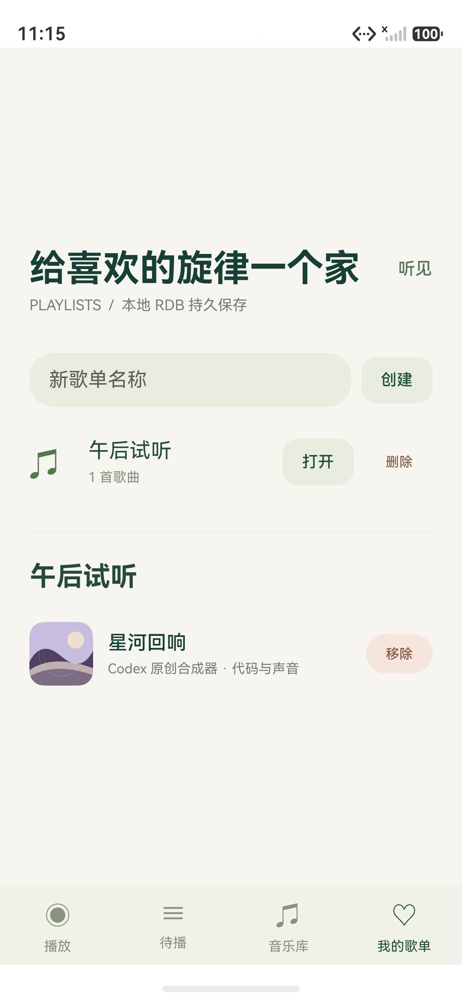 11:15
100
给喜欢的旋律一个家
听见
PLAYLISTS / 本地 RDB 持久保存
新歌单名称
创建
午后试听
1 首歌曲
打开
删除
午后试听
星河回响
Codex 原创合成器 · 代码与声音
移除
播放
待播
音乐库
我的歌单